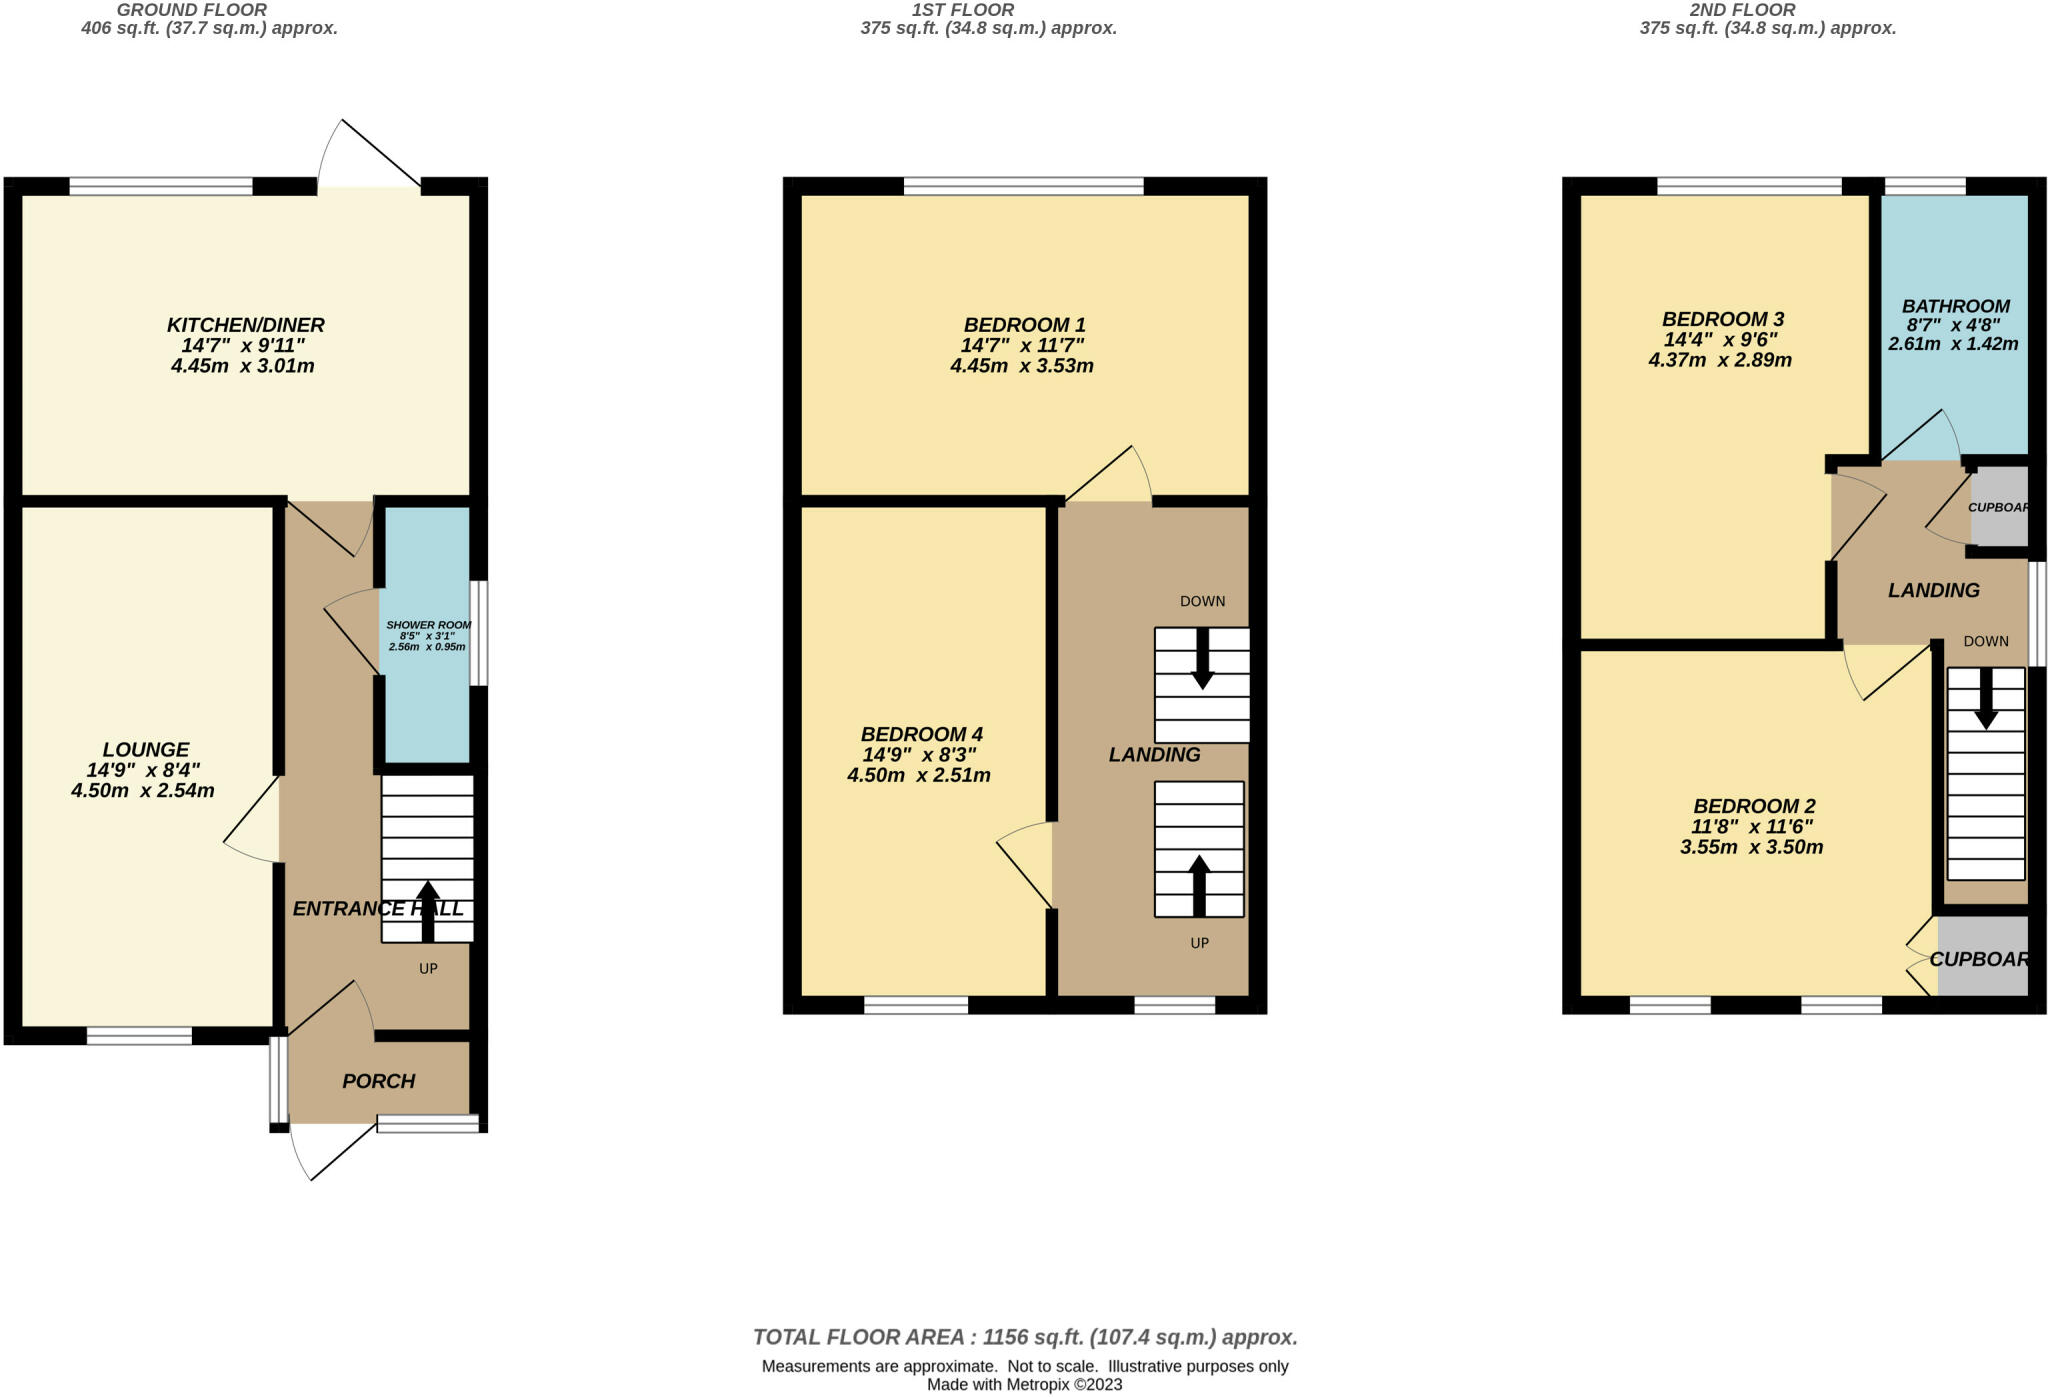 GROUND FLOOR
406 sq.ft. (37.7 sq.m.) approx.
1ST FLOOR
375 sq.ft. (34.8 sq.m.) approx.
2ND FLOOR
375 sq.ft. (34.8 sq.m.) approx.
KITCHEN/DINER
14'7" x 9'11"
4.45m x 3.01m
SHOWER ROOM
8'5" x 3'1"
2.56m x 0.95m
LOUNGE
14'9" x 8'4"
4.50m x 2.54m
ENTRANCE HALL
UP
PORCH
BEDROOM 1
14'7" x 11'7"
4.45m x 3.53m
DOWN
BEDROOM 4
14'9" x 8'3"
4.50m x 2.51m
LANDING
UP
BEDROOM 3
14'4" x 9'6"
4.37m x 2.89m
BATHROOM
8'7" x 4'8"
2.61m x 1.42m
CUPBOAR
LANDING
DOWN
BEDROOM 2
11'8" x 11'6"
3.55m x 3.50m
CUPBOAR
TOTAL FLOOR AREA : 1156 sq.ft. (107.4 sq.m.) approx.
Measurements are approximate. Not to scale. Illustrative purposes only
Made with Metropix ©2023